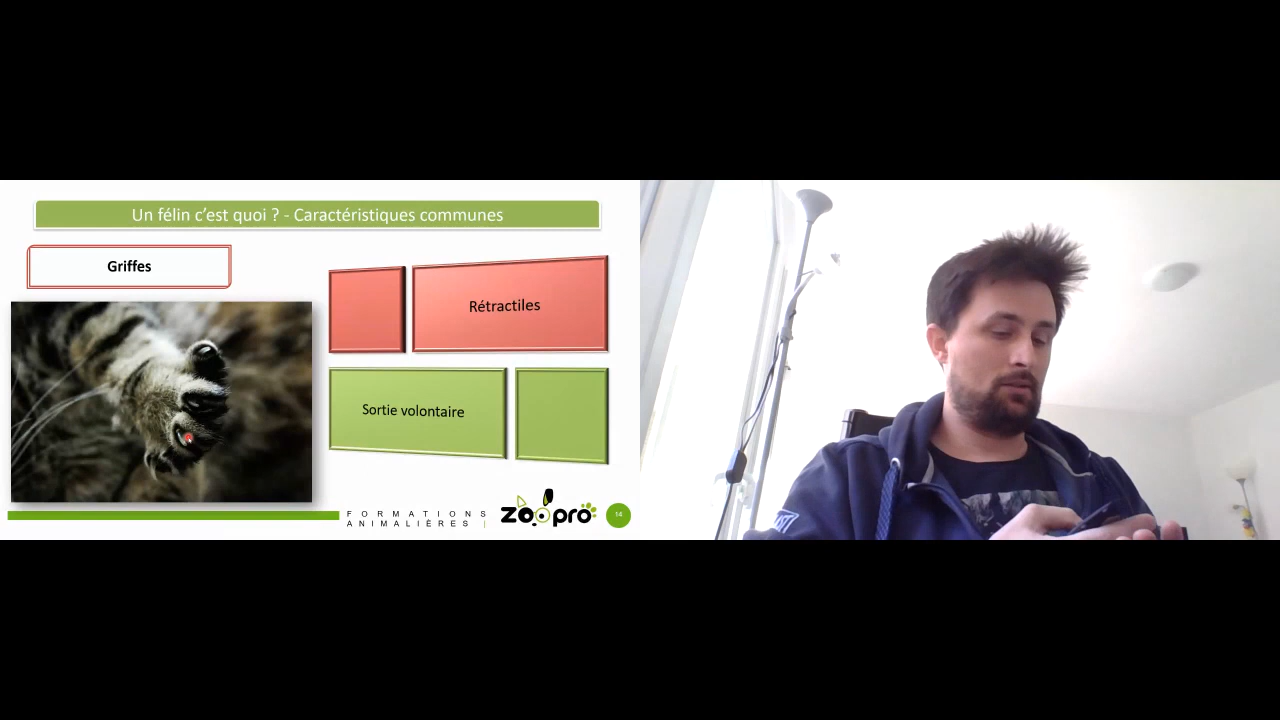 Un félin c'est quoi ? - Caractéristiques communes
Griffes
Rétractiles
Sortie volontaire
FORMATIONS
ANIMALIÈRES |
zoopro
14